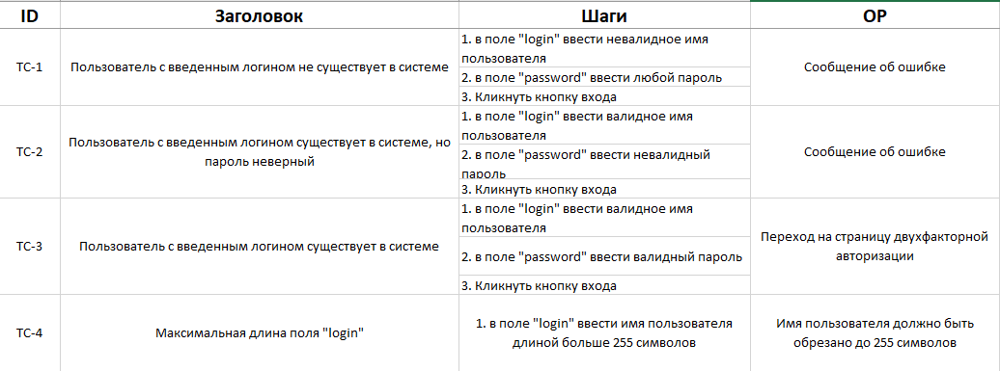 ID Заголовок Шаги ОР
1. в поле "login" ввести невалидное имя
пользователя
TC-1 Пользователь с введенным логином не существует в системе 2. в поле "password" ввести любой пароль Сообщение об ошибке
3. Кликнуть кнопку входа
1. в поле "login" ввести валидное имя
пользователя
TC-2 Пользователь с введенным логином существует в системе, но
пароль неверный
2. в поле "password" ввести невалидный
пароль
Сообщение об ошибке
3. Кликнуть кнопку входа
1. в поле "login" ввести валидное имя
пользователя
TC-3 Пользователь с введенным логином существует в системе 2. в поле "password" ввести валидный пароль
Переход на страницу двухфакторной
авторизации
3. Кликнуть кнопку входа
TC-4 Максимальная длина поля "login"
1. в поле "login" ввести имя пользователя
длиной больше 255 символов
Имя пользователя должно быть
обрезано до 255 символов